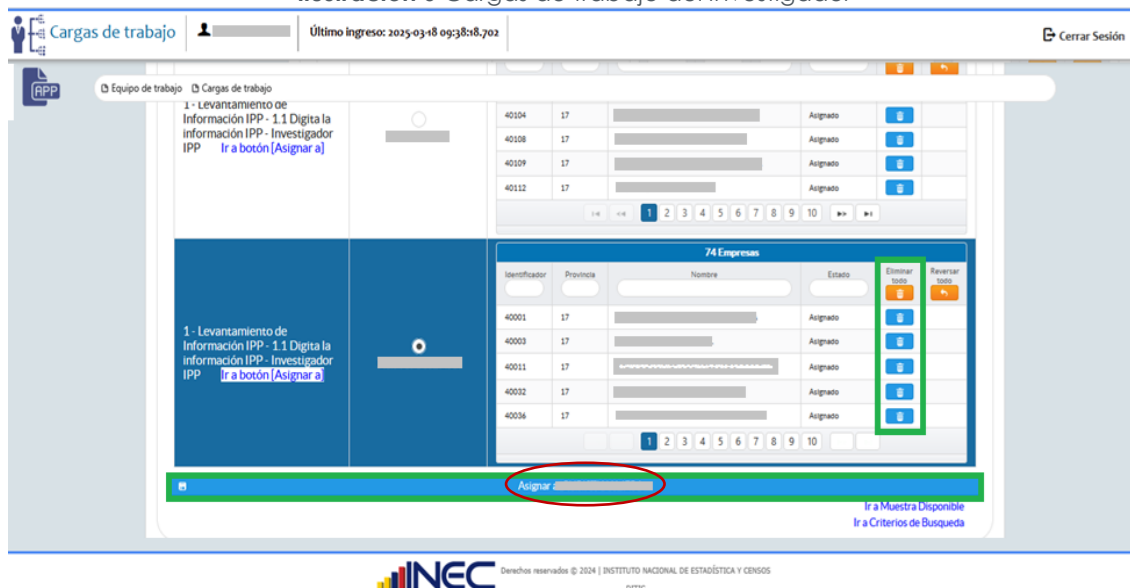 Cargas de trabajo
Último ingreso: 2025-03-18 09:38:18.702
Cerrar Sesión
APP
Equipo de trabajo Cargas de trabajo
1 - Levantamiento de
Información IPP - 1.1 Digita la
información IPP - Investigador
IPP Ir a botón [Asignar a]
40104 17 Asignado
40108 17 Asignado
40109 17 Asignado
40112 17 Asignado
1 2 3 4 5 6 7 8 9 10
74 Empresas
Identificador Provincia Nombre Estado Eliminar todo Reversar todo
40001 17 Asignado
40003 17 Asignado
40011 17 Asignado
40032 17 Asignado
40036 17 Asignado
1 2 3 4 5 6 7 8 9 10
1 - Levantamiento de
Información IPP - 1.1 Digita la
información IPP - Investigador
IPP Ir a botón [Asignar a]
Asignar a
Ir a Muestra Disponible
Ir a Criterios de Busqueda
INEC
Derechos reservados © 2024 | INSTITUTO NACIONAL DE ESTADÍSTICA Y CENSOS